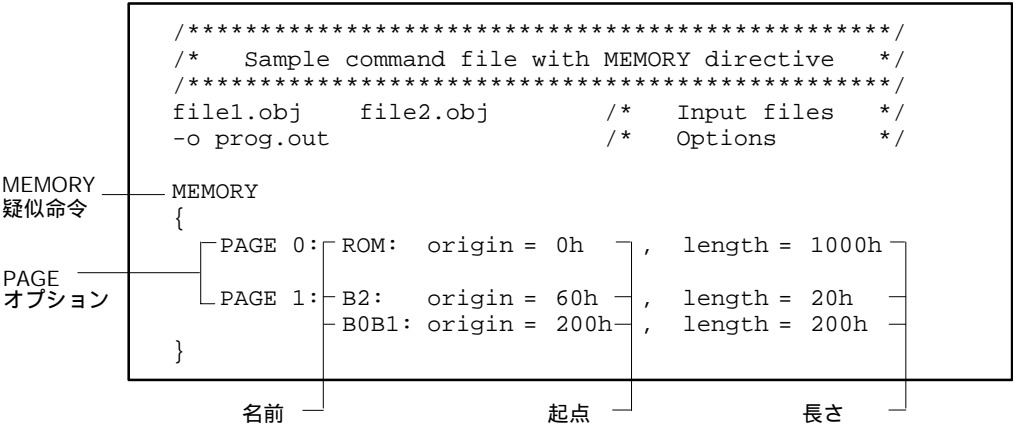 /*************************************************/
/*   Sample command file with MEMORY directive   */
/*************************************************/
file1.obj   file2.obj   /*   Input files   */
-o prog.out   /*   Options   */
MEMORY
疑似命令
MEMORY
{
PAGE
オプション
PAGE 0: ROM:  origin = 0h  ,  length = 1000h
PAGE 1: B2:   origin = 60h  ,  length = 20h
B0B1: origin = 200h ,  length = 200h
}
名前
起点
長さ